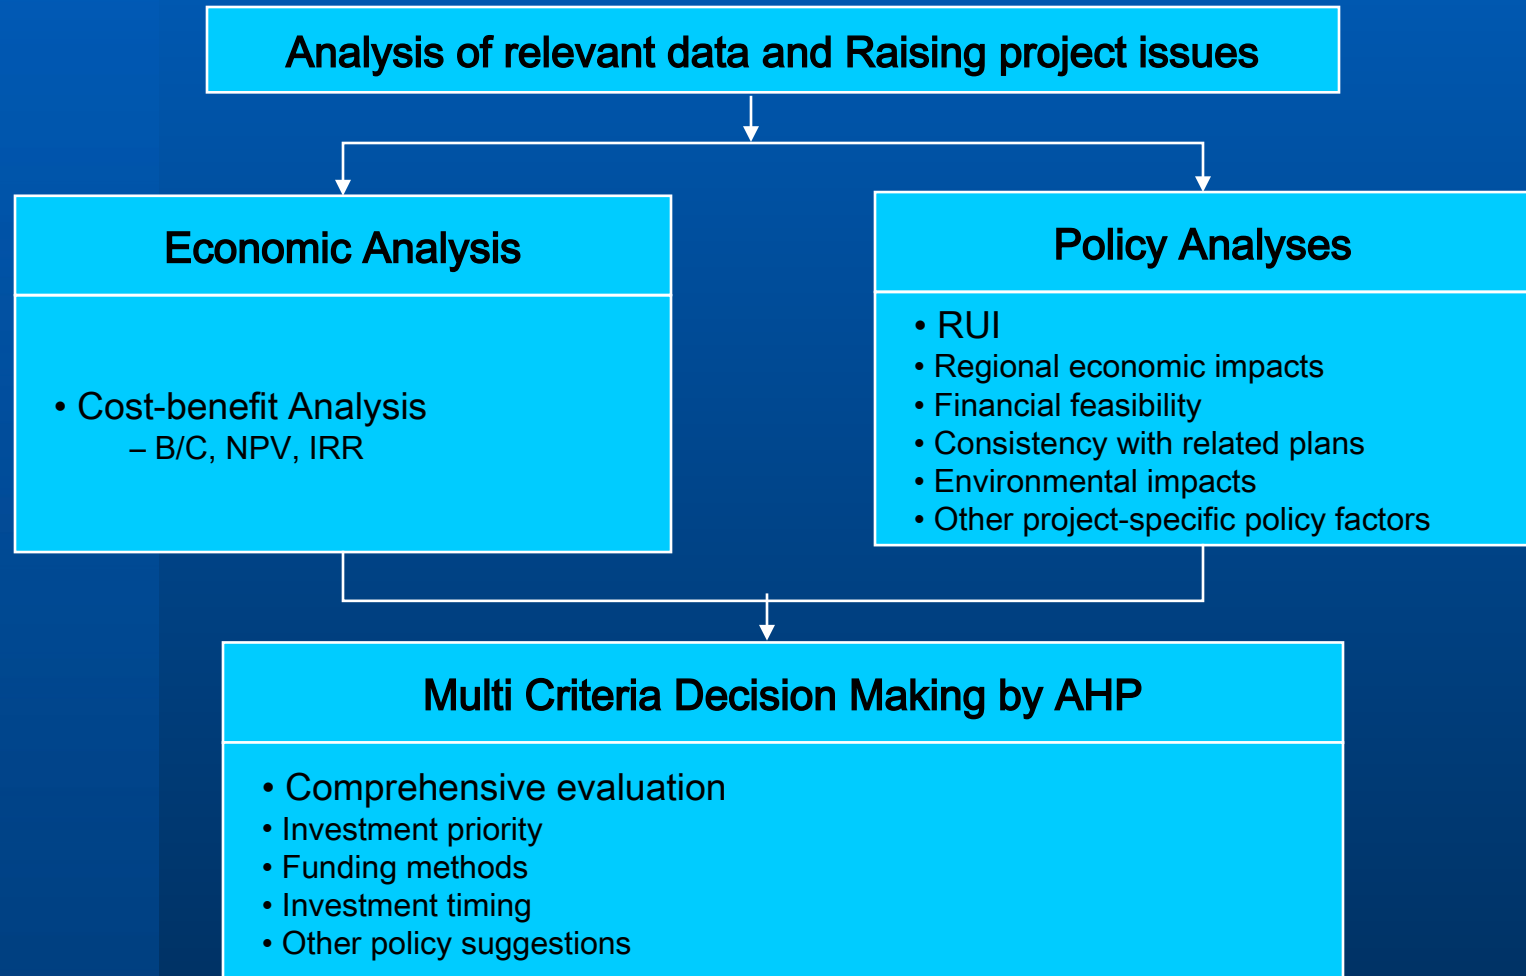 Analysis of relevant data and Raising project issues
Economic Analysis
• Cost-benefit Analysis
– B/C, NPV, IRR
Policy Analyses
• RUI
• Regional economic impacts
• Financial feasibility
• Consistency with related plans
• Environmental impacts
• Other project-specific policy factors
Multi Criteria Decision Making by AHP
• Comprehensive evaluation
• Investment priority
• Funding methods
• Investment timing
• Other policy suggestions